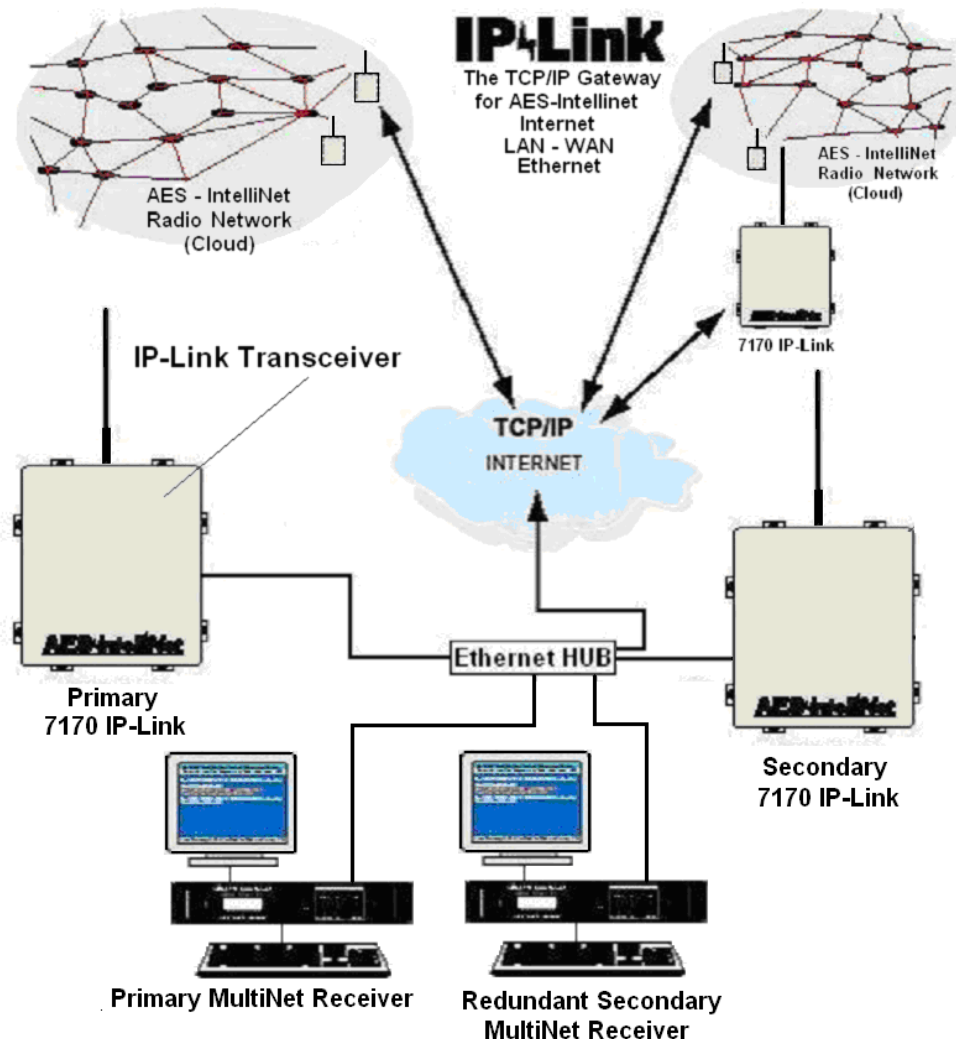 IP-Link
The TCP/IP Gateway
for AES-Intellinet
Internet
LAN - WAN
Ethernet
AES - IntelliNet
Radio Network
(Cloud)
AES - IntelliNet
Radio Network
(Cloud)
AES-IntelliNet
7170 IP-Link
IP-Link Transceiver
TCP/IP
INTERNET
AES-IntelliNet
Primary
7170 IP-Link
Ethernet HUB
AES-IntelliNet
Secondary
7170 IP-Link
Primary MultiNet Receiver
Redundant Secondary
MultiNet Receiver